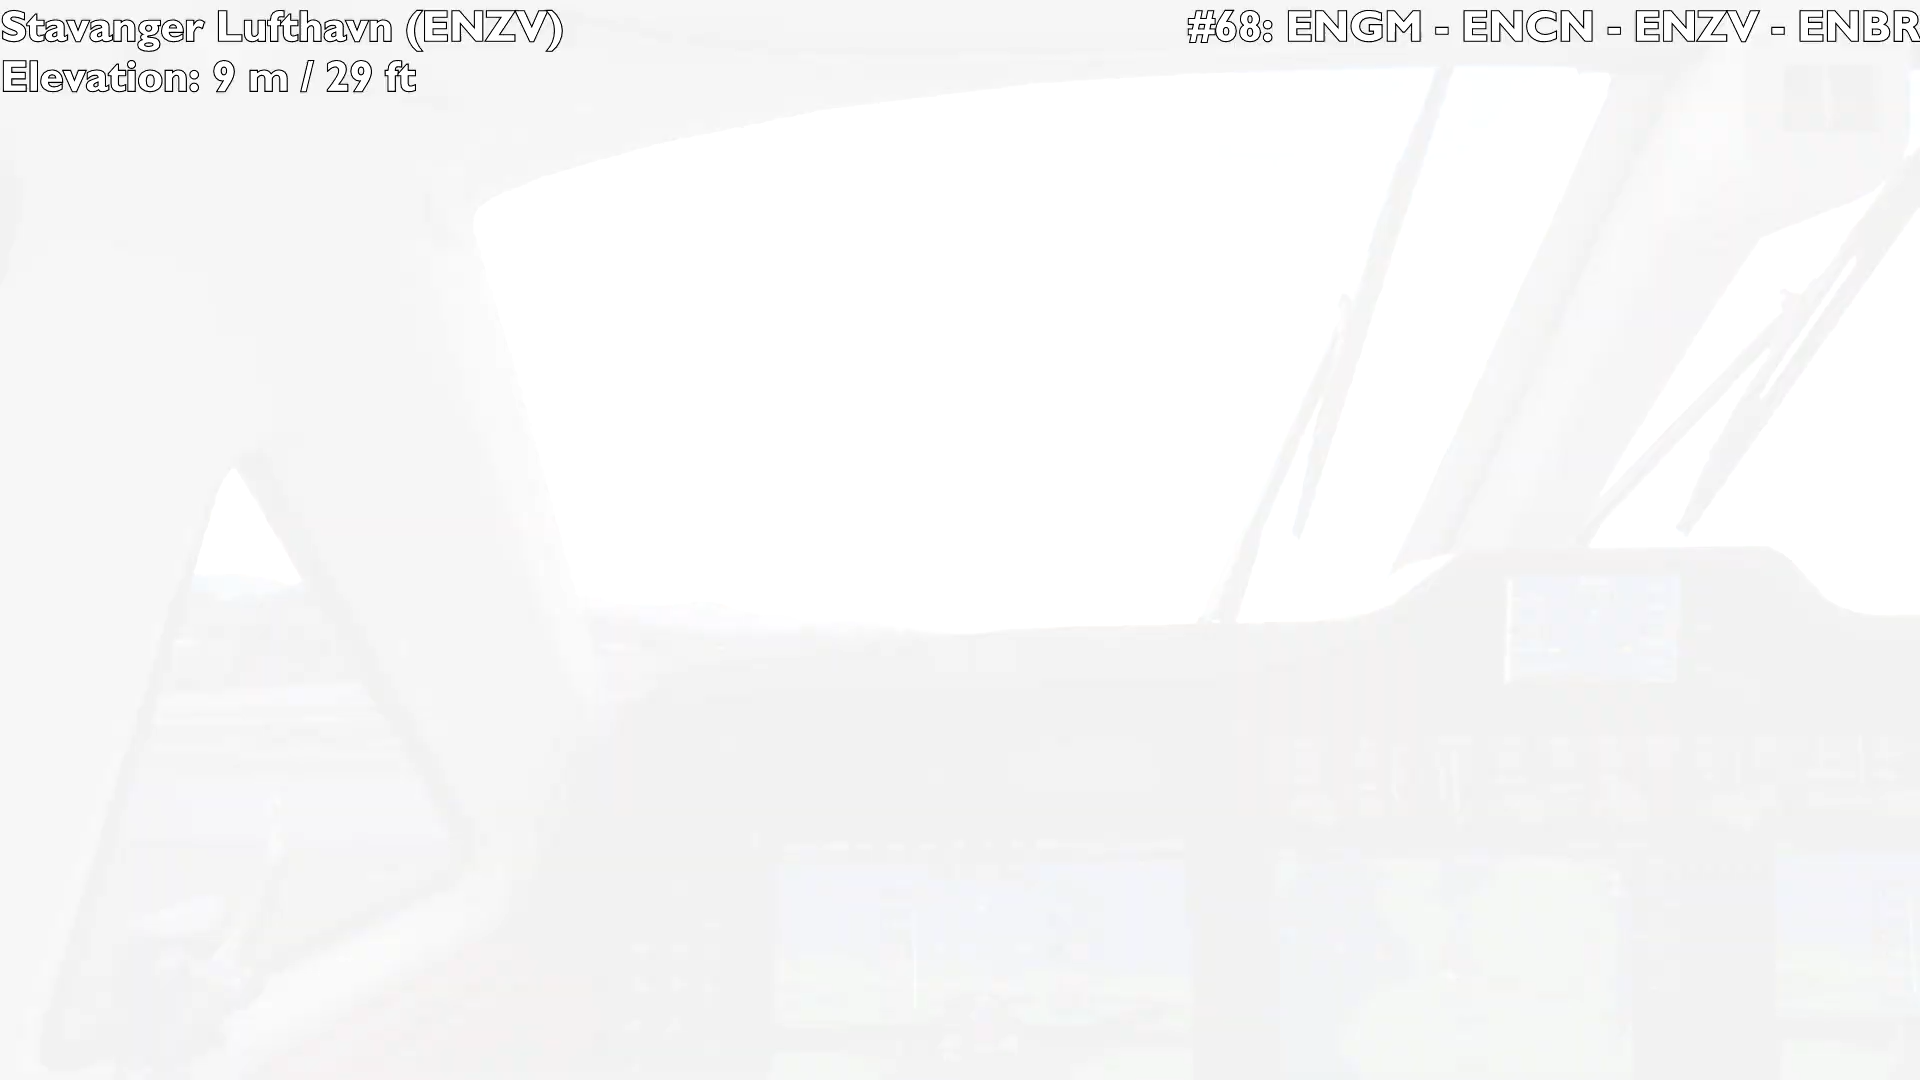 Stavanger Lufthavn (ENZV)
Elevation: 9 m / 29 ft
#68: ENGM - ENCN - ENZV - ENBR